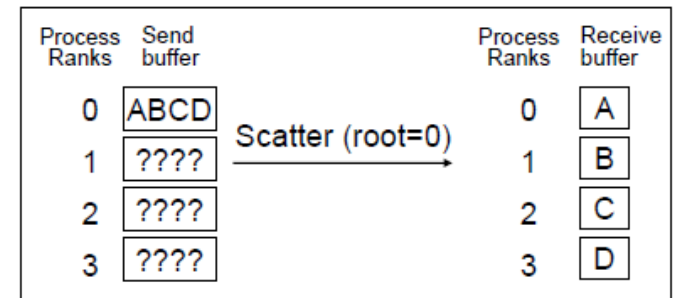 Process Send Process Receive
Ranks buffer Ranks buffer
0 ABCD 0 A
Scatter (root=0)
1 ???? 1 B
2 ???? 2 C
3 ???? 3 D